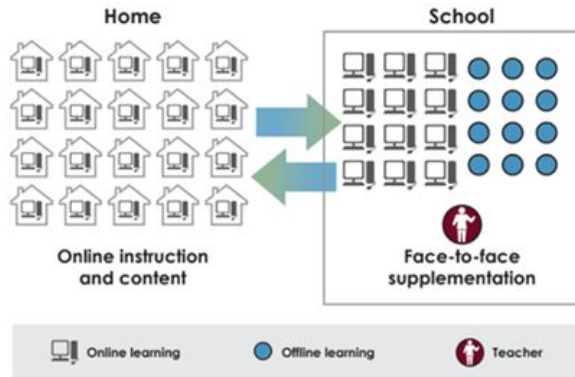 Home
School
Online instruction
and content
Face-to-face
supplementation
Online learning
Offline learning
Teacher